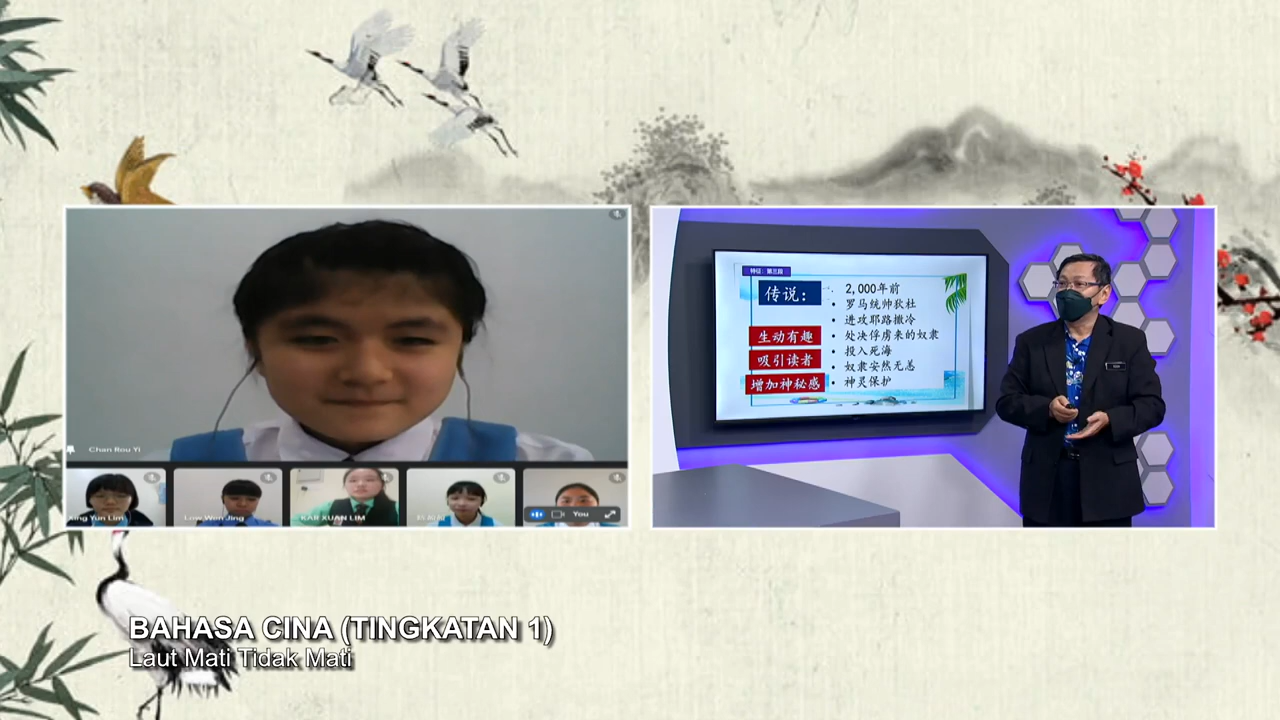 Chan Rou Yi
Xing Yun Lim
Low Wen Jing
KAR XUAN LIM
You
特征：第三段
传说：
生动有趣
吸引读者
增加神秘感
• 2,000年前
• 罗马统帅狄杜
• 进攻耶路撒冷
• 处决俘虏来的奴隶
• 投入死海
• 奴隶安然无恙
• 神灵保护
BAHASA CINA (TINGKATAN 1)
Laut Mati Tidak Mati